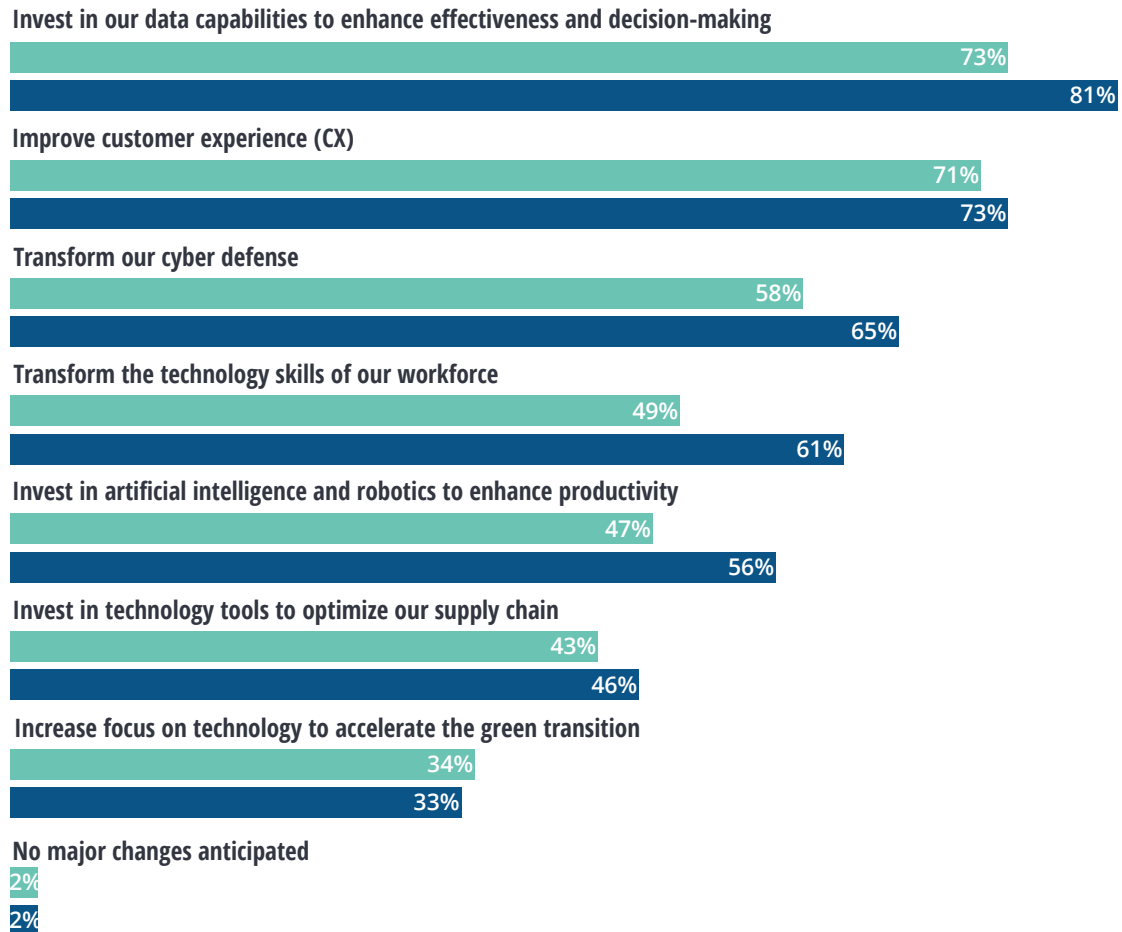 Invest in our data capabilities to enhance effectiveness and decision-making
73%
81%
Improve customer experience (CX)
71%
73%
Transform our cyber defense
58%
65%
Transform the technology skills of our workforce
49%
61%
Invest in artificial intelligence and robotics to enhance productivity
47%
56%
Invest in technology tools to optimize our supply chain
43%
46%
Increase focus on technology to accelerate the green transition
34%
33%
No major changes anticipated
2%
2%